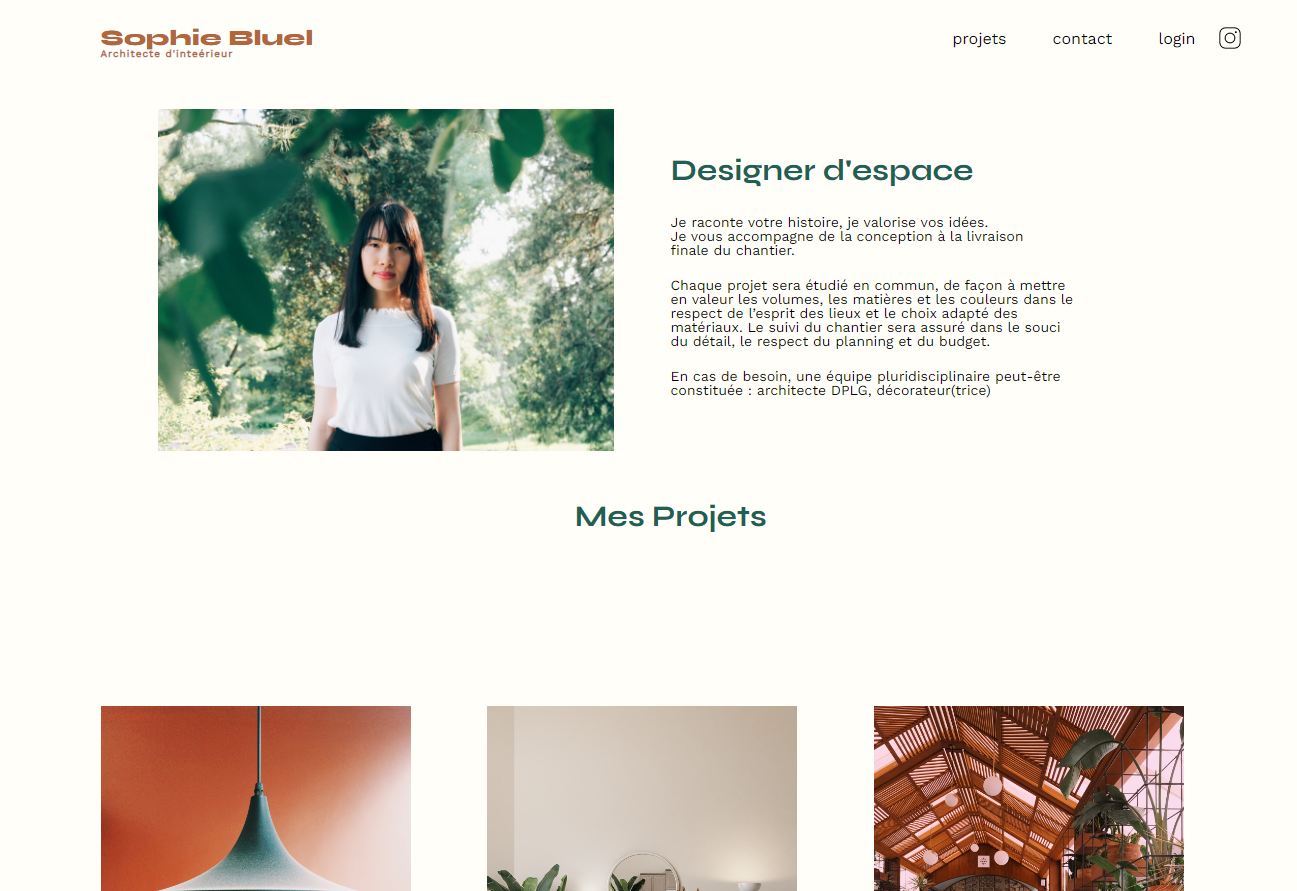 Sophie Bluel
Architecte d'inteérieur
projets
contact
login
Designer d'espace
Je raconte votre histoire, je valorise vos idées.
Je vous accompagne de la conception à la livraison
finale du chantier.
Chaque projet sera étudié en commun, de façon à mettre
en valeur les volumes, les matières et les couleurs dans le
respect de l’esprit des lieux et le choix adapté des
matériaux. Le suivi du chantier sera assuré dans le souci
du détail, le respect du planning et du budget.
En cas de besoin, une équipe pluridisciplinaire peut-être
constituée : architecte DPLG, décorateur(trice)
Mes Projets